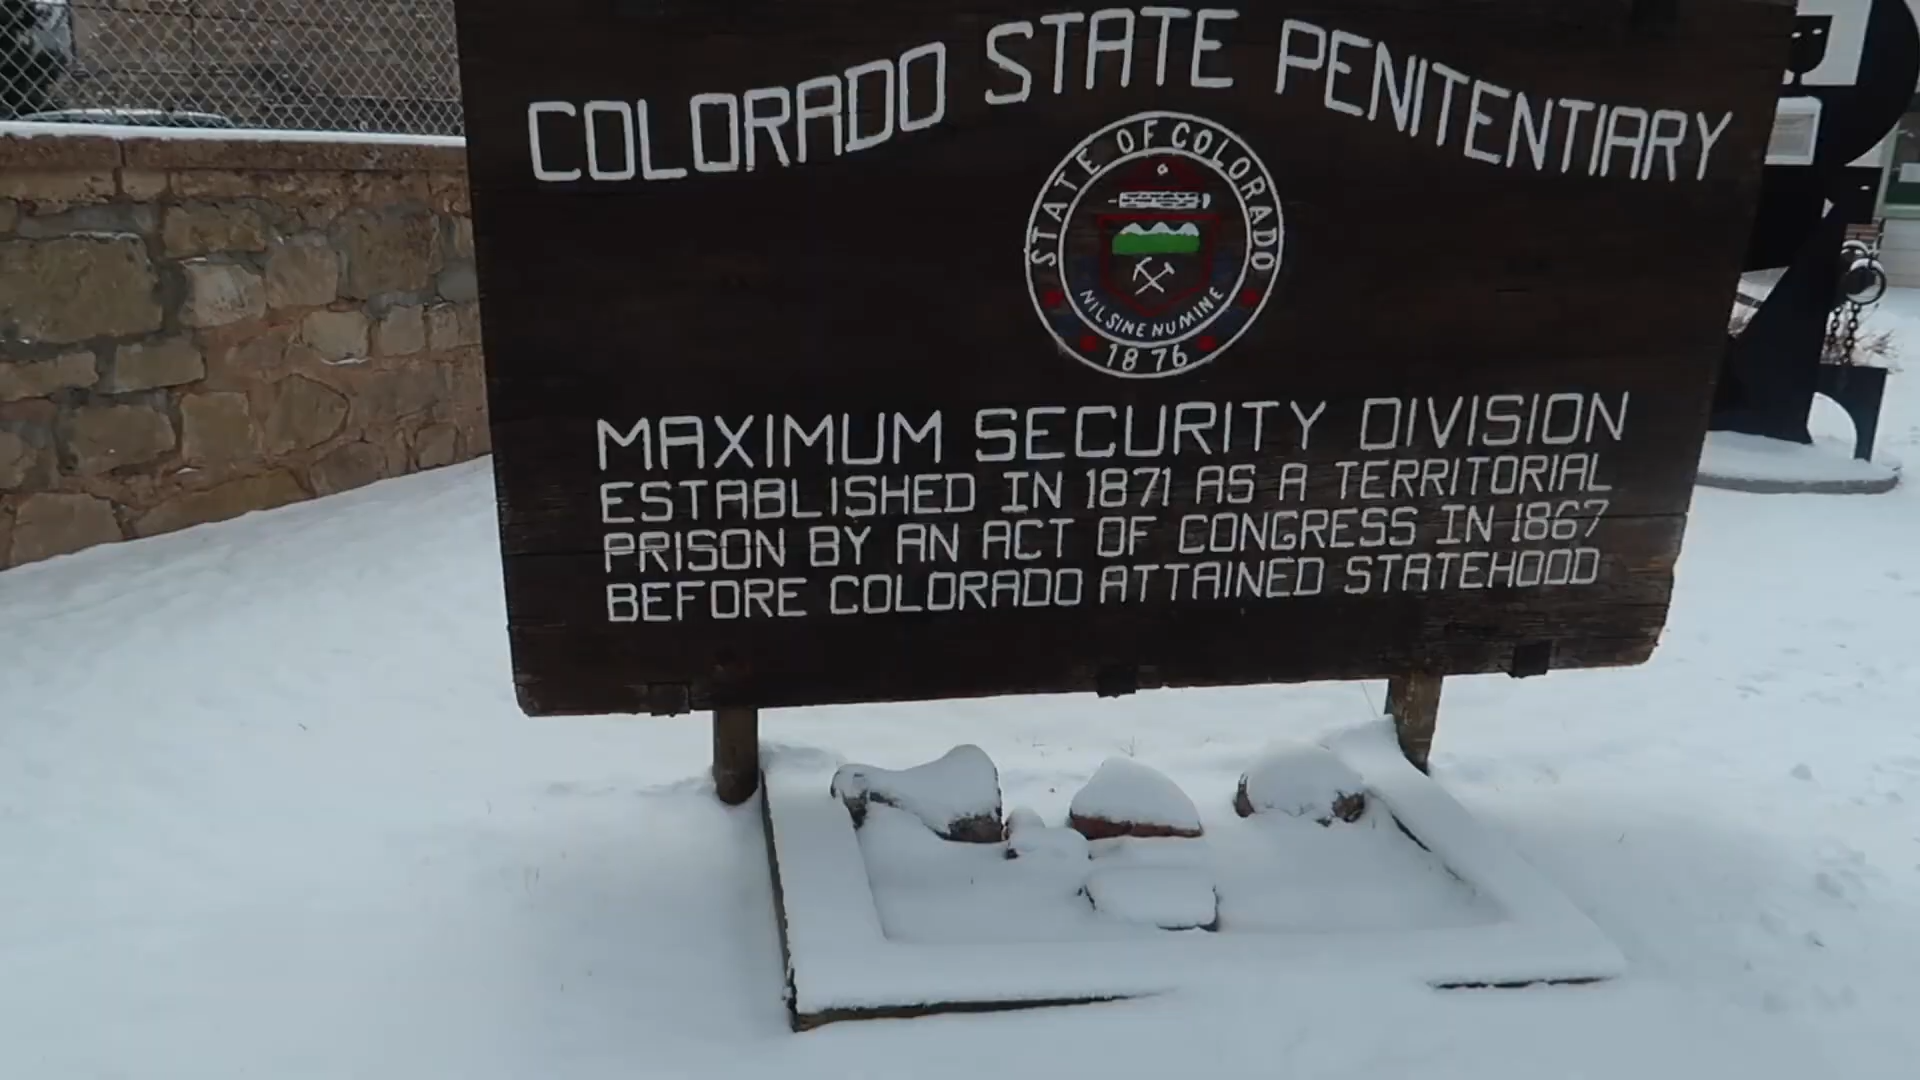 COLORADO STATE PENITENTIARY
STATE OF COLORADO
NIL SINE NUMINE
1876
MAXIMUM SECURITY DIVISION
ESTABLISHED IN 1871 AS A TERRITORIAL
PRISON BY AN ACT OF CONGRESS IN 1867
BEFORE COLORADO ATTAINED STATEHOOD